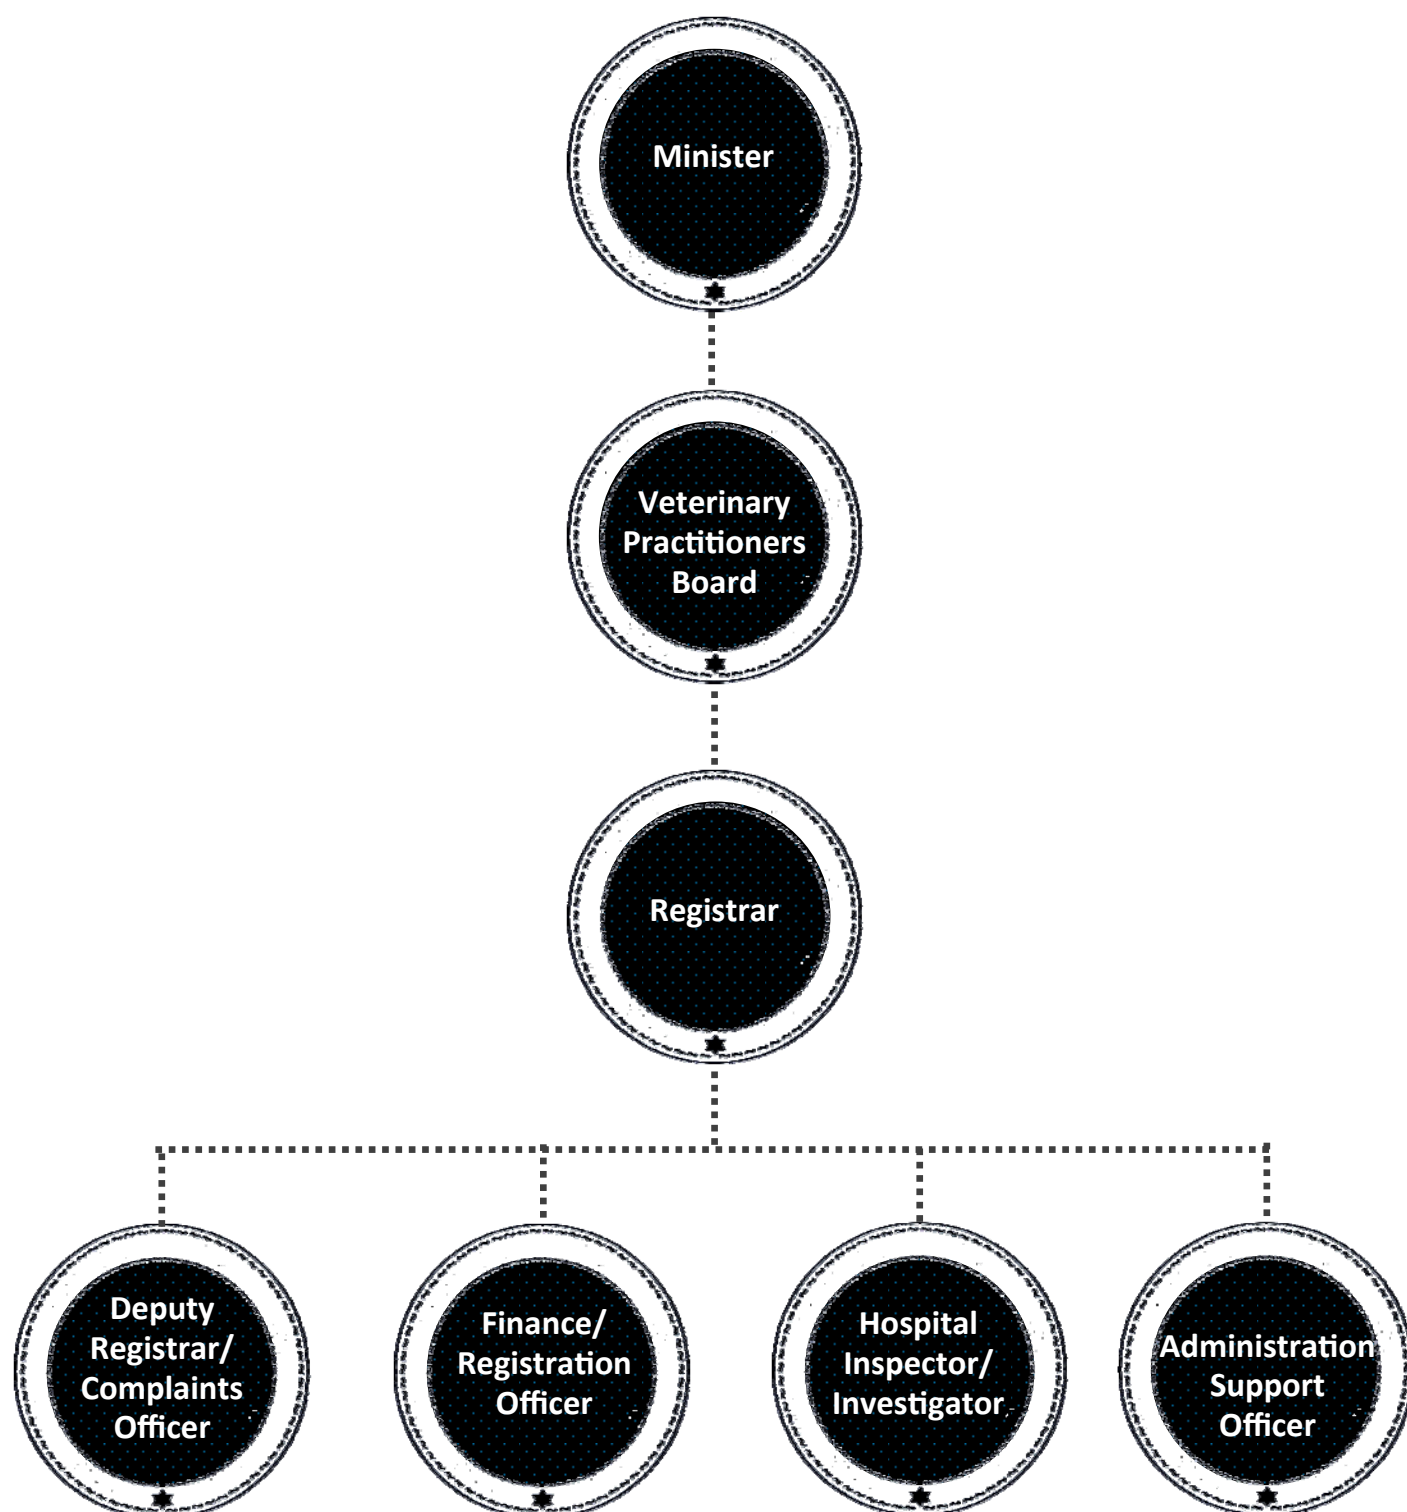 Minister
Veterinary
Practitioners
Board
Registrar
Deputy
Registrar/
Complaints
Officer
Finance/
Registration
Officer
Hospital
Inspector/
Investigator
Administration
Support
Officer